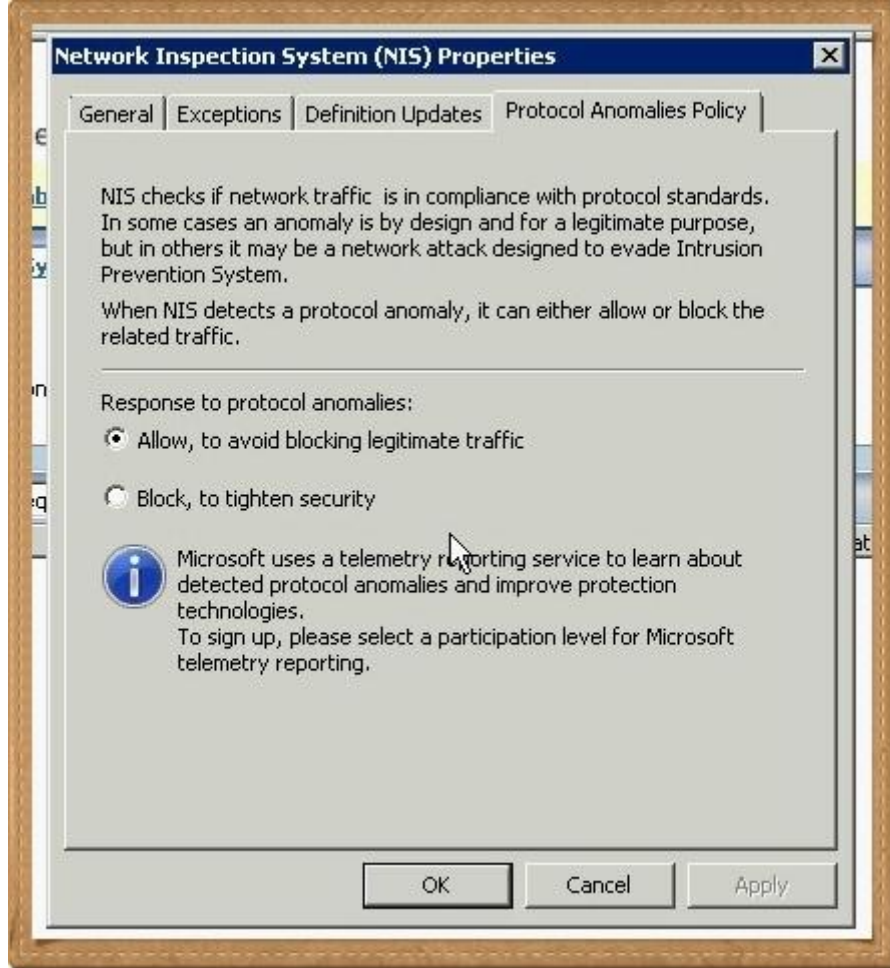 Network Inspection System (NIS) Properties
General
Exceptions
Definition Updates
Protocol Anomalies Policy
NIS checks if network traffic is in compliance with protocol standards.
In some cases an anomaly is by design and for a legitimate purpose,
but in others it may be a network attack designed to evade Intrusion
Prevention System.
When NIS detects a protocol anomaly, it can either allow or block the
related traffic.
Response to protocol anomalies:
Allow, to avoid blocking legitimate traffic
Block, to tighten security
Microsoft uses a telemetry reporting service to learn about
detected protocol anomalies and improve protection
technologies.
To sign up, please select a participation level for Microsoft
telemetry reporting.
OK
Cancel
Apply